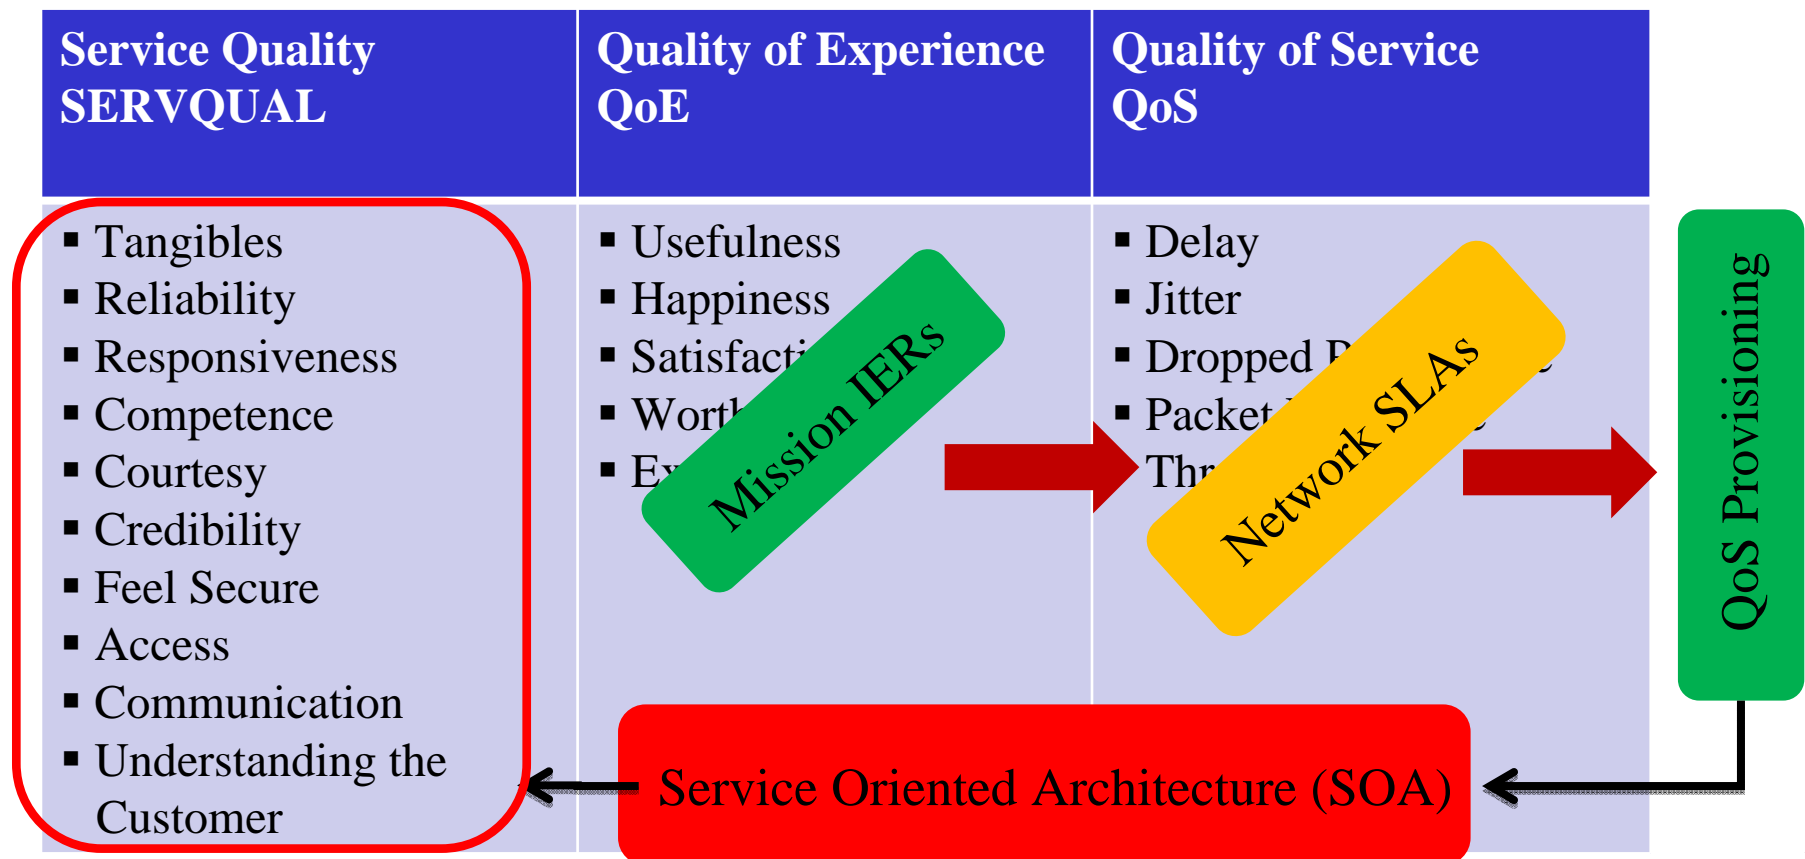 Service Quality
SERVQUAL
Quality of Experience
QoE
Quality of Service
QoS
▪ Tangibles
▪ Reliability
▪ Responsiveness
▪ Competence
▪ Courtesy
▪ Credibility
▪ Feel Secure
▪ Access
▪ Communication
▪ Understanding the
Customer
▪ Usefulness
▪ Happiness
▪
▪
▪
Mission IERs
▪ Delay
▪ Jitter
▪ Dropped
▪ Packet
Network SLAs
QoS Provisioning
Service Oriented Architecture (SOA)